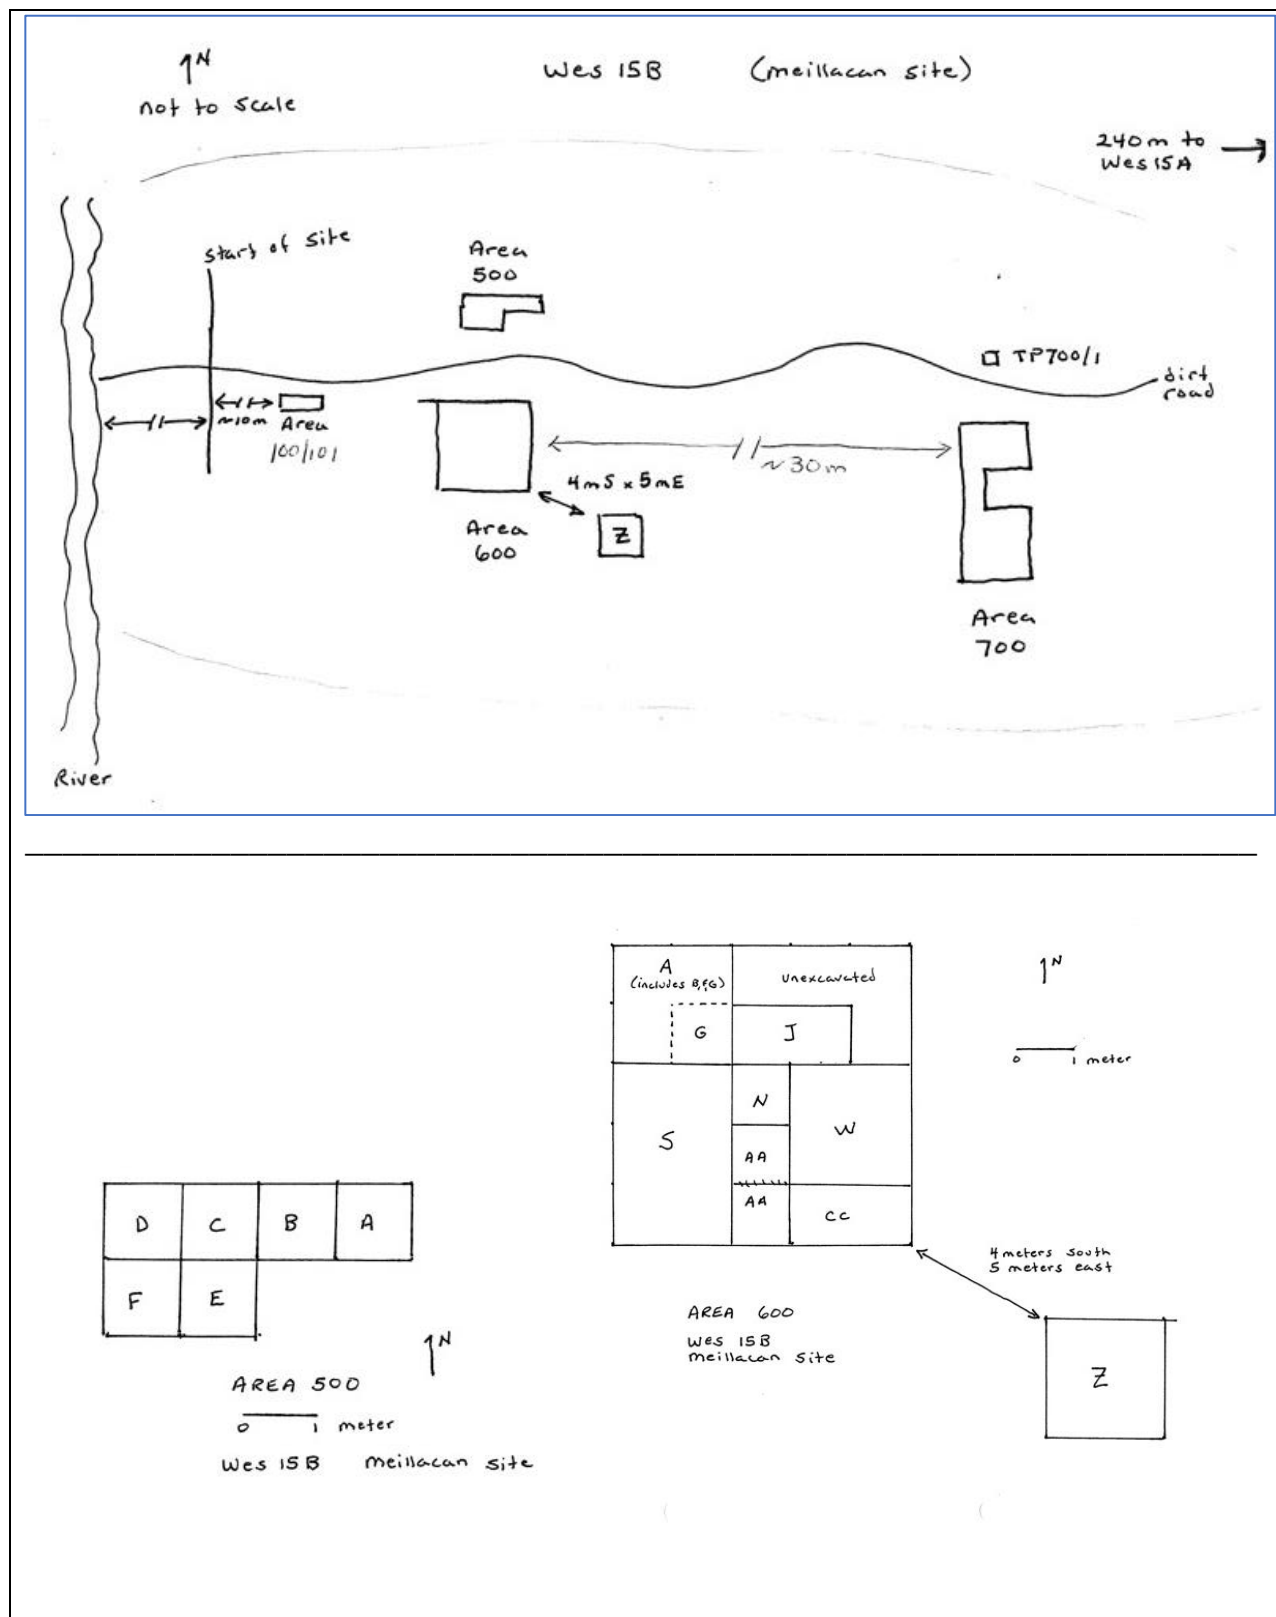 N
not to scale
Wes 15B (meillacan site)
240m to
Wes 15A
start of site
Area
500
TP700/1
dirt
road
~10m
Area
100/101
~30m
4mS x 5mE
Z
Area
600
Area
700
River
A
(includes B,F,G)
unexcavated
N
G
J
0 1 meter
N
S
W
AA
AA
CC
D C B A
F E
4 meters south
5 meters east
AREA 600
Wes 15B
meillacan site
Z
N
AREA 500
0 1 meter
Wes 15B meillacan site